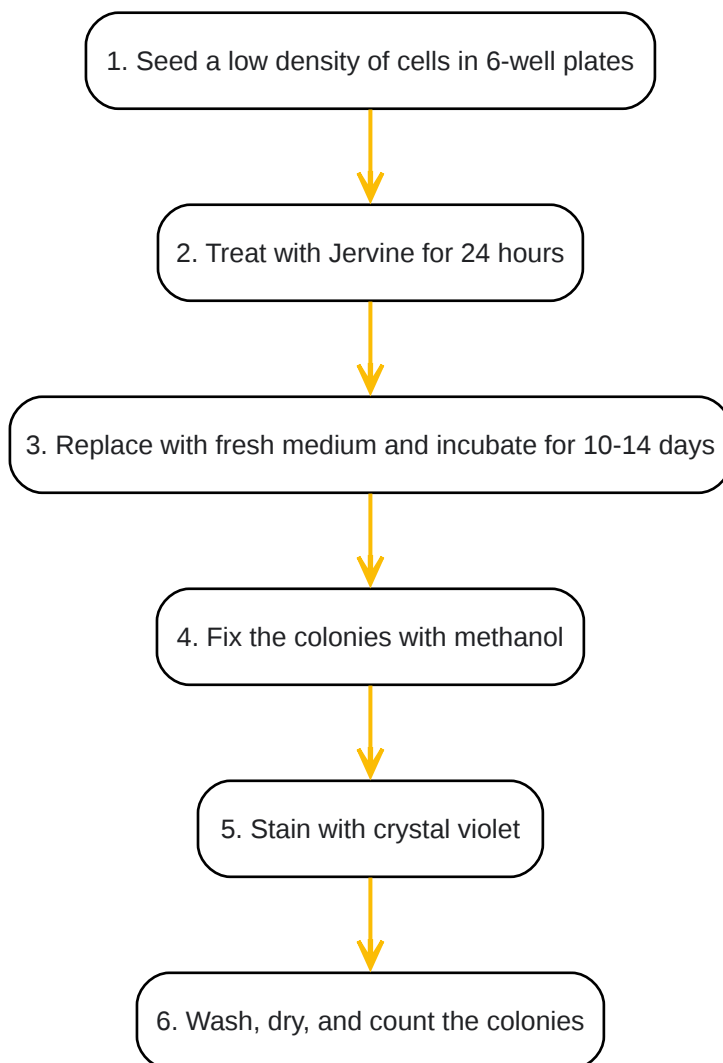 1. Seed a low density of cells in 6-well plates
2. Treat with Jervine for 24 hours
3. Replace with fresh medium and incubate for 10-14 days
4. Fix the colonies with methanol
5. Stain with crystal violet
6. Wash, dry, and count the colonies